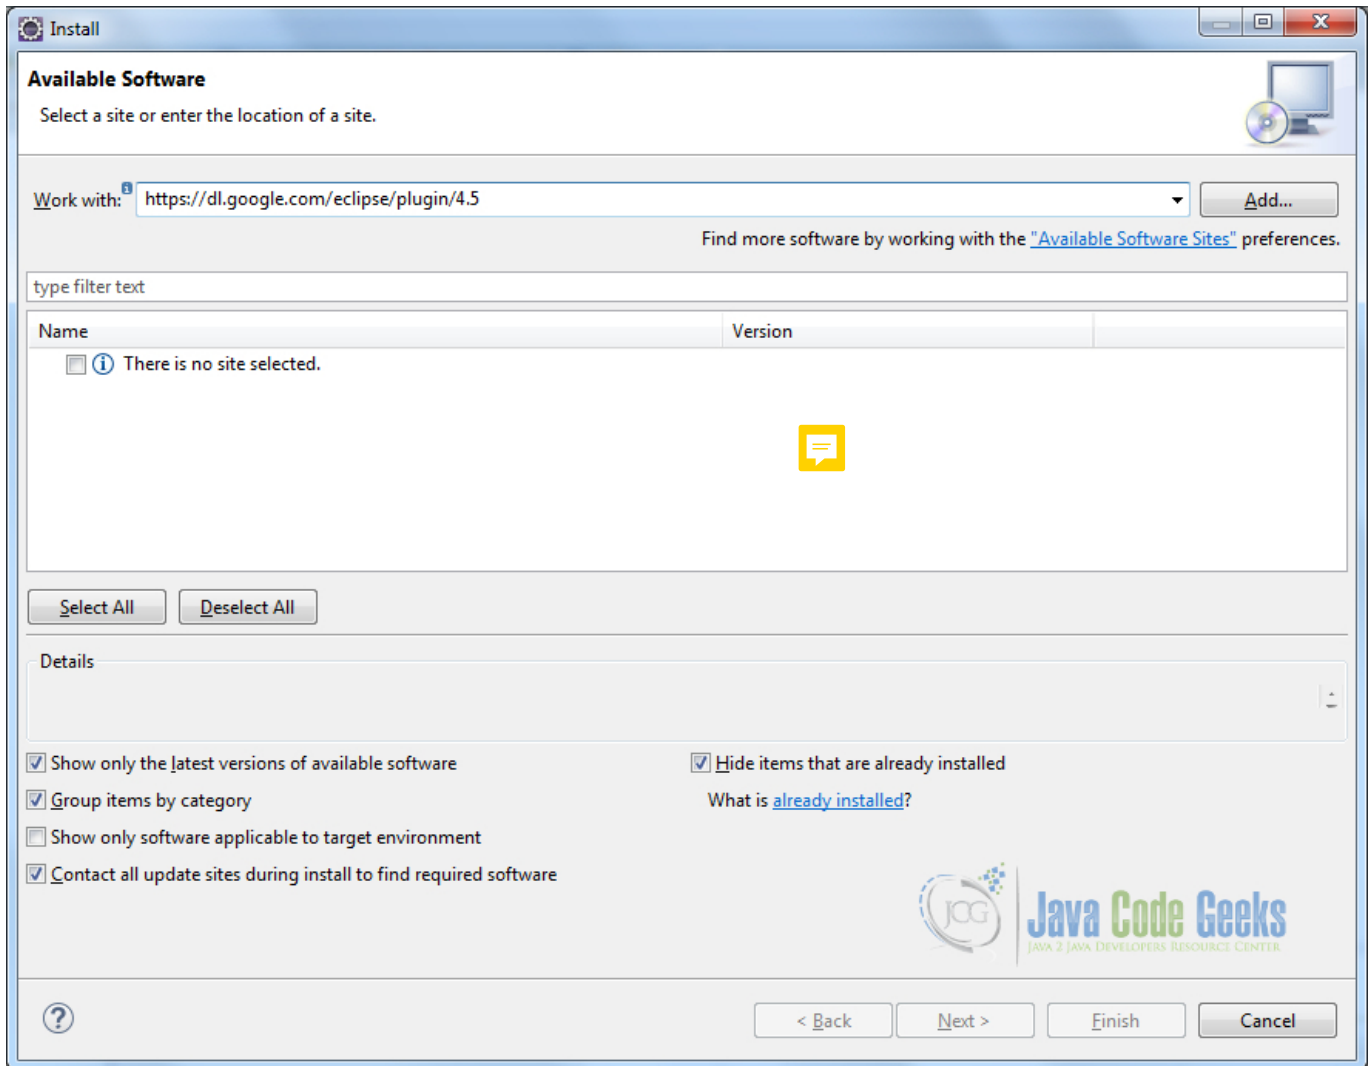 Install
Available Software
Select a site or enter the location of a site.
Work with: https://dl.google.com/eclipse/plugin/4.5 Add...
Find more software by working with the "Available Software Sites" preferences.
type filter text
Name Version
There is no site selected.
Select All Deselect All
Details
Show only the latest versions of available software Hide items that are already installed
Group items by category What is already installed?
Show only software applicable to target environment
Contact all update sites during install to find required software
JCG Java Code Geeks
JAVA 2 JAVA DEVELOPERS RESOURCE CENTER
? < Back Next > Finish Cancel